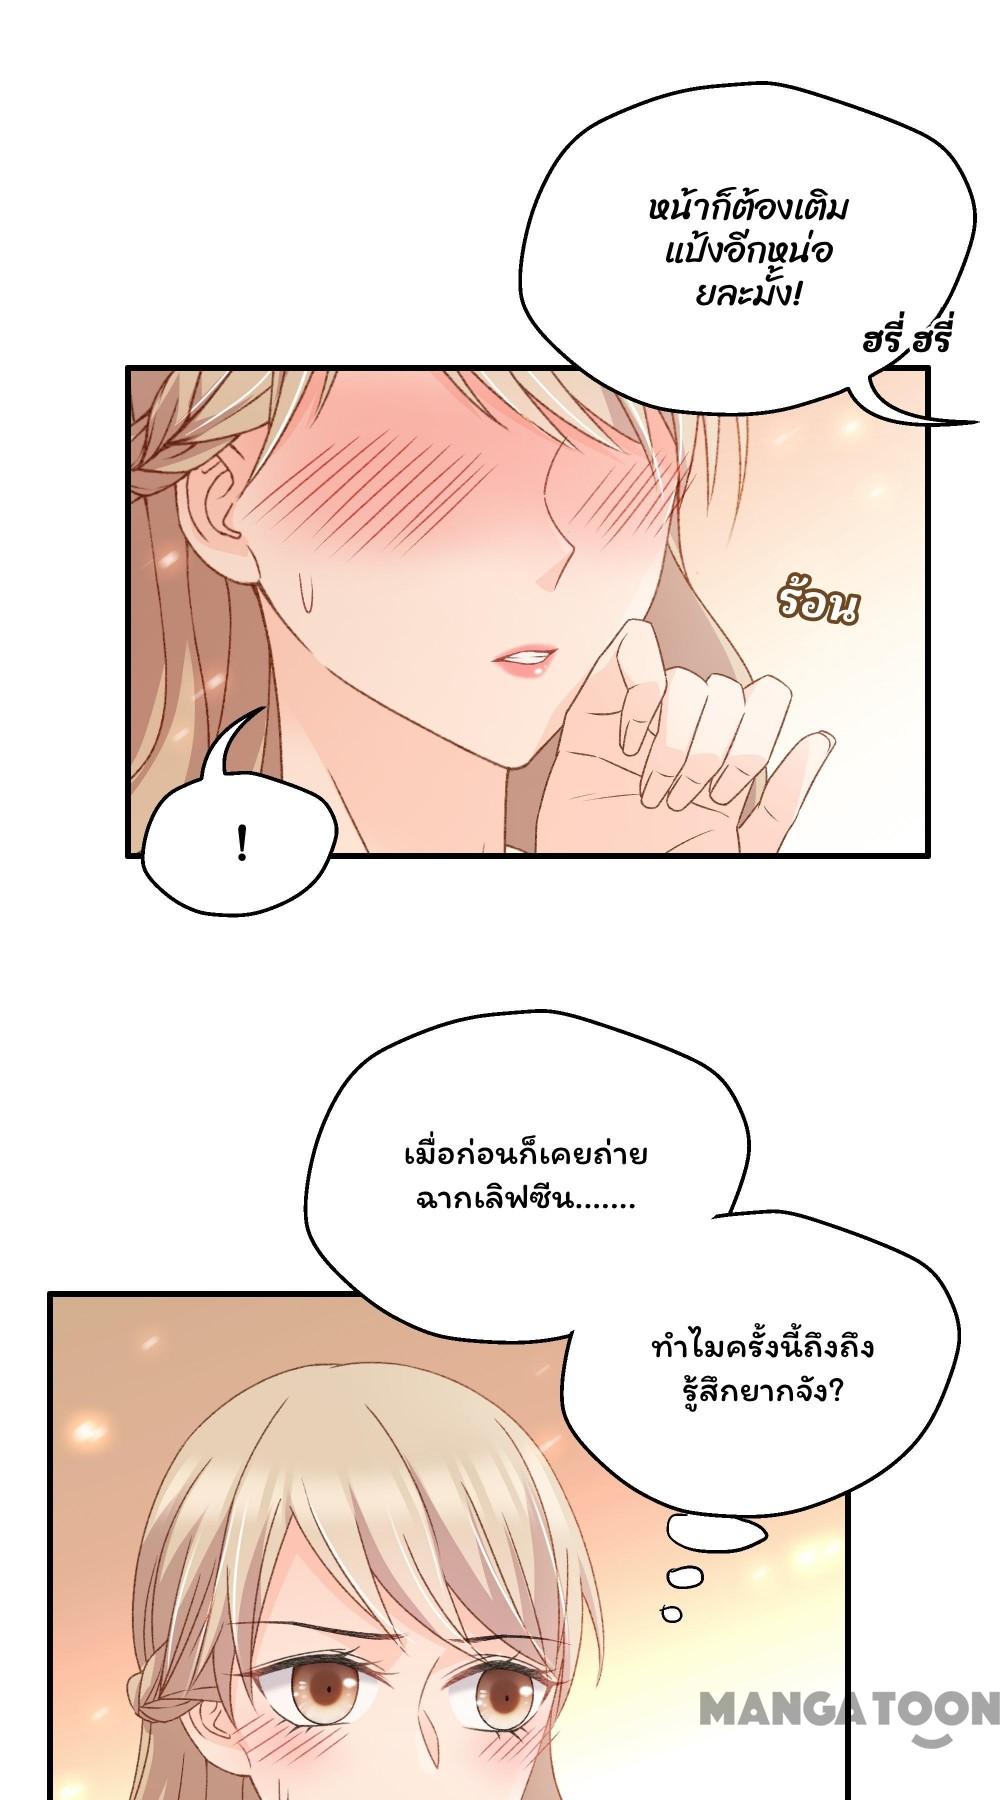 หน้าก็ต้องเติม
แป้งอีกหน่อ
ยละมั้ง!
ฮรี่ ฮรี่
ร้อน
!
เมื่อก่อนก็เคยถ่าย
ฉากเลิฟซีน.......
ทำไมครั้งนี้ถึงถึง
รู้สึกยากจัง?
MANGATOON